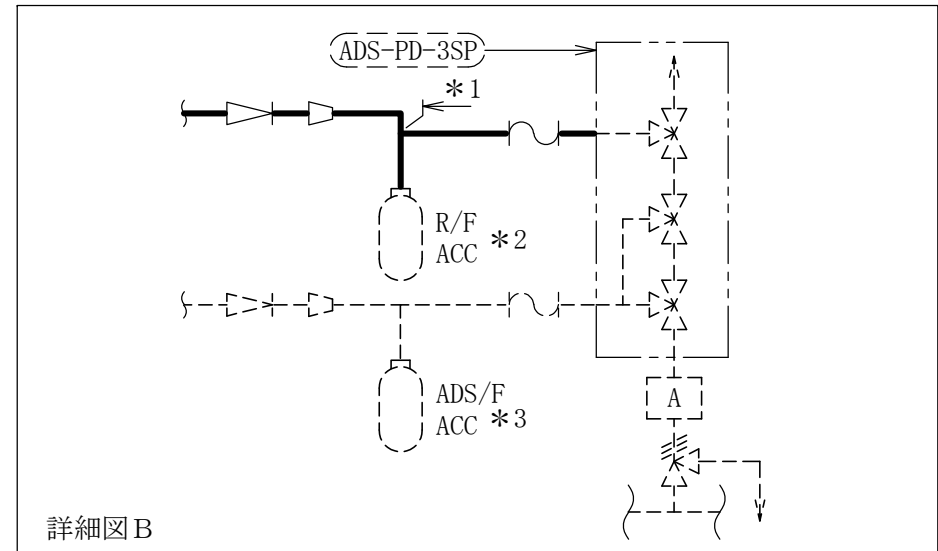 ADS-PD-3SP
*1
R/F
ACC *2
ADS/F
ACC *3
A
詳細図B